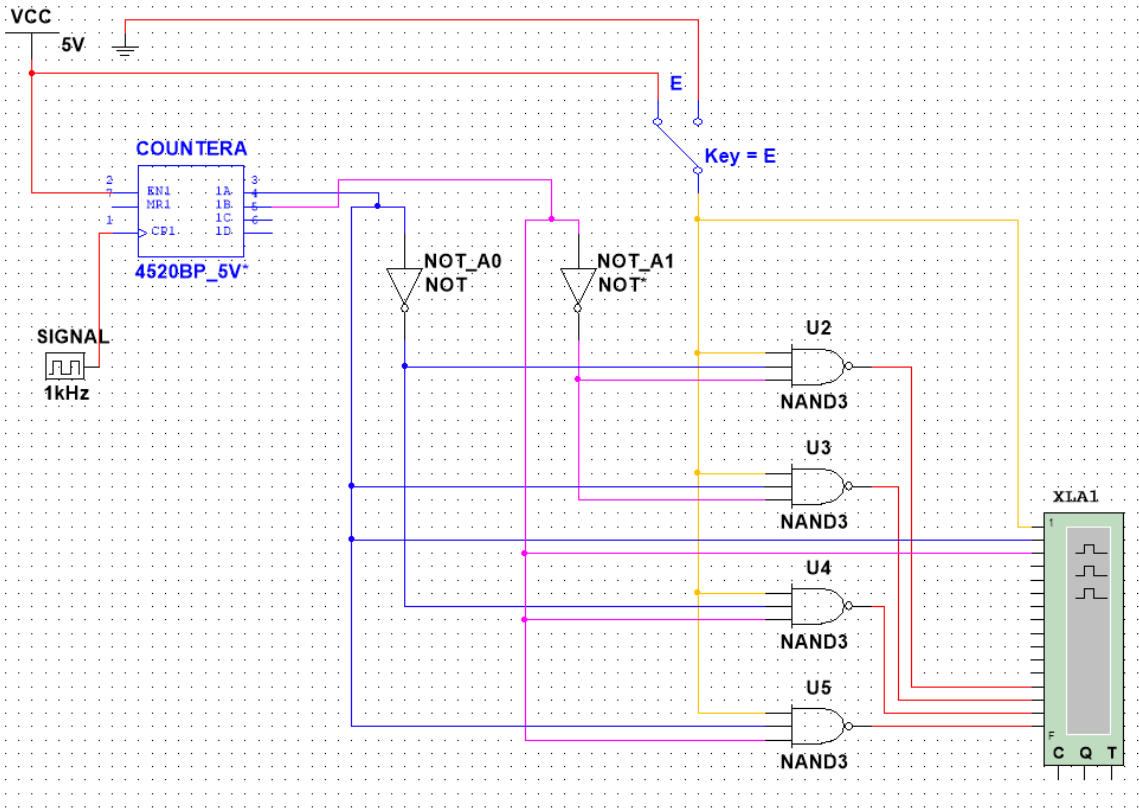 VCC
5V
E
Key = E
COUNTERA
2
3
7
EN1
1A
4
MR1
1B
5
1
1C
6
CP1
1D
4520BP_5V*
NOT_A0
NOT
NOT_A1
NOT*
SIGNAL
1kHz
U2
NAND3
U3
NAND3
XLA1
1
U4
NAND3
U5
F
C Q T
NAND3